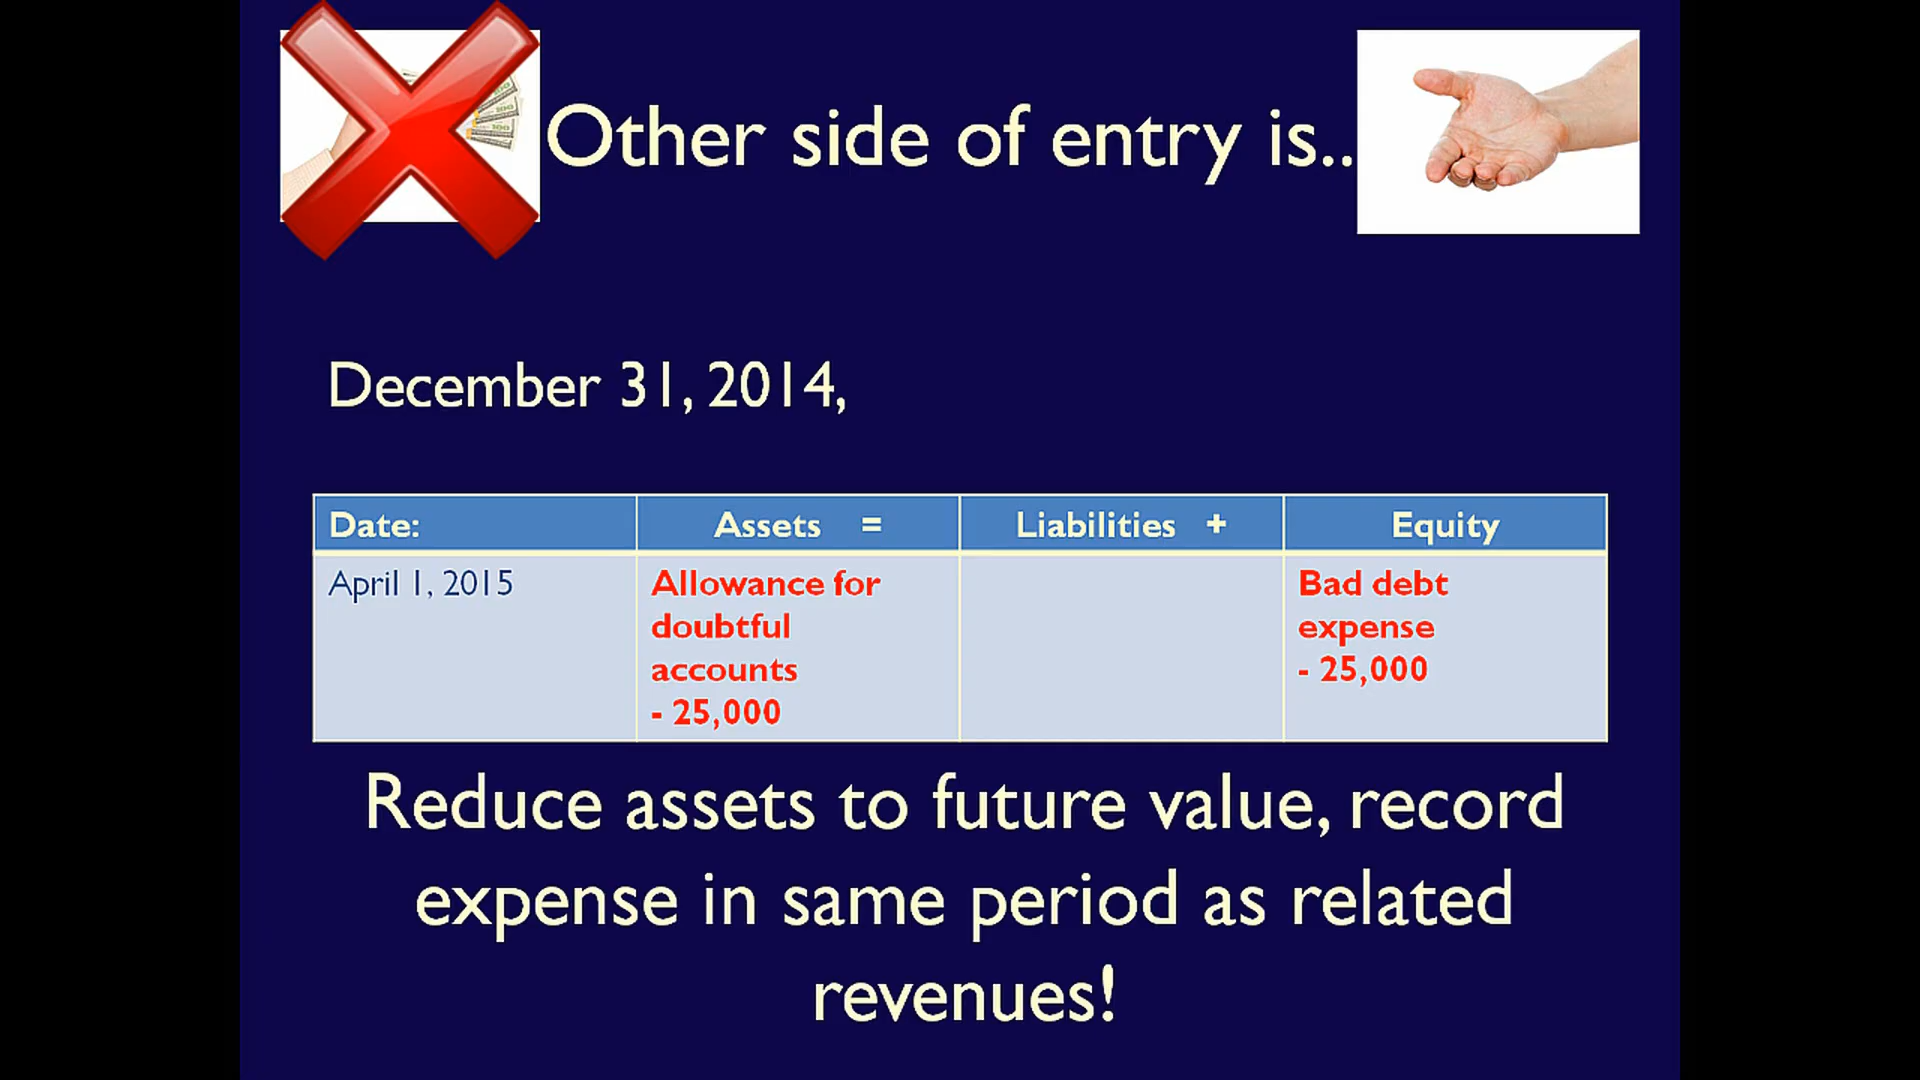 Other side of entry is..
December 31, 2014,
Date: Assets = Liabilities + Equity
April 1, 2015 Allowance for doubtful accounts - 25,000 Bad debt expense - 25,000
Reduce assets to future value, record
expense in same period as related
revenues!